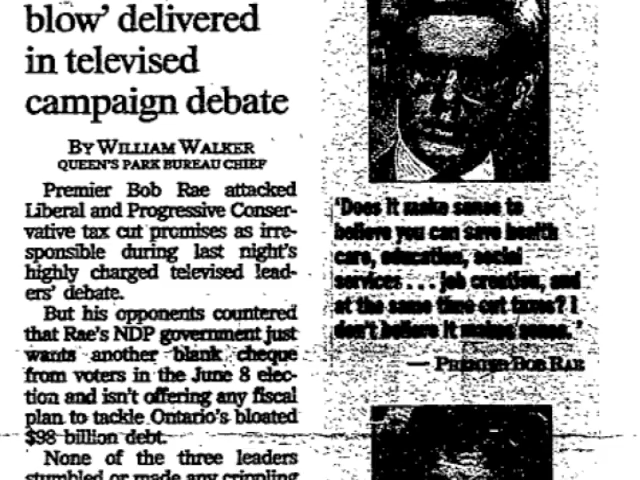 blow’ delivered
in televised
campaign debate
BY WILLIAM WALKER
QUEEN'S PARK BUREAU CHIEF
Premier Bob Rae attacked
Liberal and Progressive Conser-
vative tax cut promises as irre-
sponsible during last night's
highly charged televised lead-
ers' debate.
But his opponents countered
that Rae's NDP government just
wants another blank cheque
from voters in the June 8 elec-
tion and isn't offering any fiscal
plan to tackle Ontario's bloated
$98 billion debt.
None of the three leaders
stumbled or made any crippling
'Does it make sense to
believe you can save health
care, education, social
services . . . job creation, and
at the same time cut taxes? I
don't believe it makes sense.'
— PREMIER BOB RAE